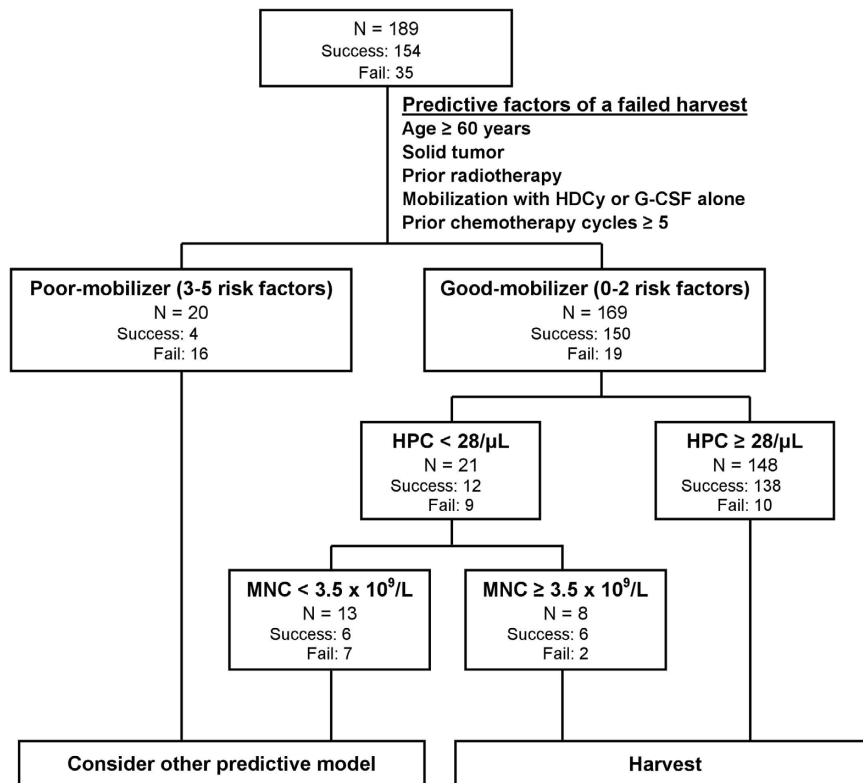 N = 189
Success: 154
Fail: 35
Predictive factors of a failed harvest
Age ≥ 60 years
Solid tumor
Prior radiotherapy
Mobilization with HDCy or G-CSF alone
Prior chemotherapy cycles ≥ 5
Poor-mobilizer (3-5 risk factors)
N = 20
Success: 4
Fail: 16
Good-mobilizer (0-2 risk factors)
N = 169
Success: 150
Fail: 19
HPC < 28/µL
N = 21
Success: 12
Fail: 9
HPC ≥ 28/µL
N = 148
Success: 138
Fail: 10
MNC < 3.5 x 10⁹/L
N = 13
Success: 6
Fail: 7
MNC ≥ 3.5 x 10⁹/L
N = 8
Success: 6
Fail: 2
Consider other predictive model
Harvest